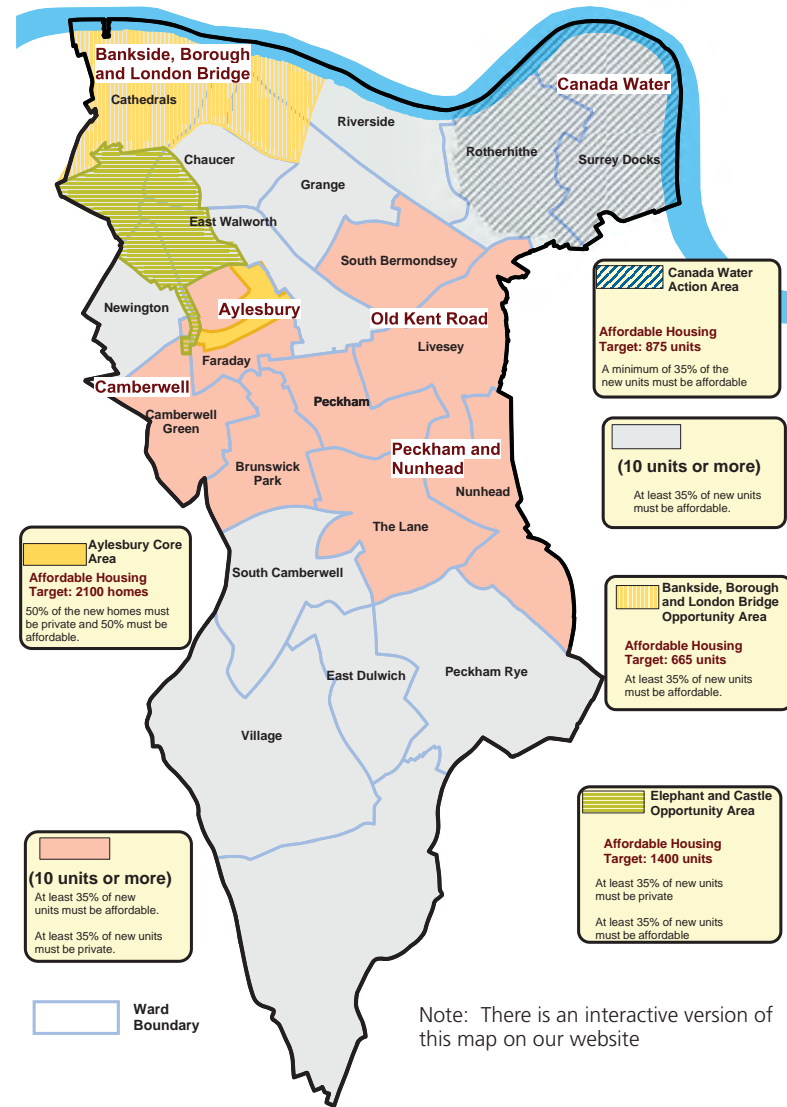 Bankside, Borough
and London Bridge
Cathedrals
Canada Water
Riverside
Rotherhithe
Surrey Docks
Chaucer
Grange
East Walworth
South Bermondsey
Newington
Aylesbury
Old Kent Road
Livesey
Faraday
Camberwell
Peckham
Camberwell
Green
Brunswick
Park
Peckham and
Nunhead
Nunhead
The Lane
South Camberwell
East Dulwich
Peckham Rye
Village
Canada Water
Action Area
Affordable Housing
Target: 875 units
A minimum of 35% of the
new units must be affordable
(10 units or more)
At least 35% of new units
must be affordable.
Aylesbury Core
Area
Affordable Housing
Target: 2100 homes
50% of the new homes must
be private and 50% must be
affordable.
Bankside, Borough
and London Bridge
Opportunity Area
Affordable Housing
Target: 665 units
At least 35% of new units
must be affordable.
Elephant and Castle
Opportunity Area
Affordable Housing
Target: 1400 units
At least 35% of new units
must be private
At least 35% of new units
must be affordable
(10 units or more)
At least 35% of new
units must be affordable.
At least 35% of new units
must be private.
Ward
Boundary
Note: There is an interactive version of
this map on our website